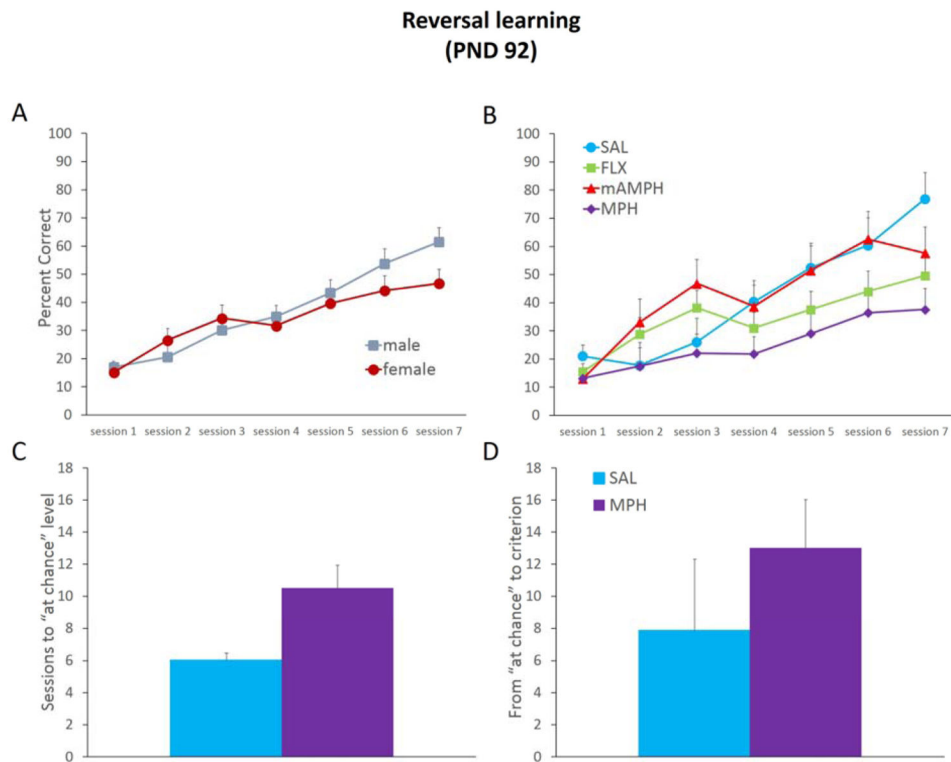 Reversal learning
(PND 92)
A
Percent Correct
100
90
80
70
60
50
40
30
20
10
0
male
female
session 1 session 2 session 3 session 4 session 5 session 6 session 7
B
100
90
80
70
60
50
40
30
20
10
0
SAL
FLX
mAMPH
MPH
session 1 session 2 session 3 session 4 session 5 session 6 session 7
C
Sessions to "at chance" level
18
16
14
12
10
8
6
4
2
0
D
From "at chance" to criterion
18
16
14
12
10
8
6
4
2
0
SAL
MPH